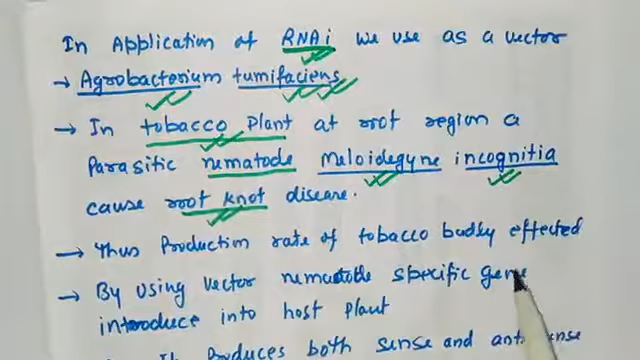 In Application of RNAi we use as a vector
→ Agrobacterium tumifaciens
→ In tobacco plant at root region a
Parasitic nematode Meloidegyne incognitia
cause root knot disease.
→ Thus Production rate of tobacco badly effected
→ By using vector nematode specific gene
introduce into host Plant
It Produces both sense and anti sense